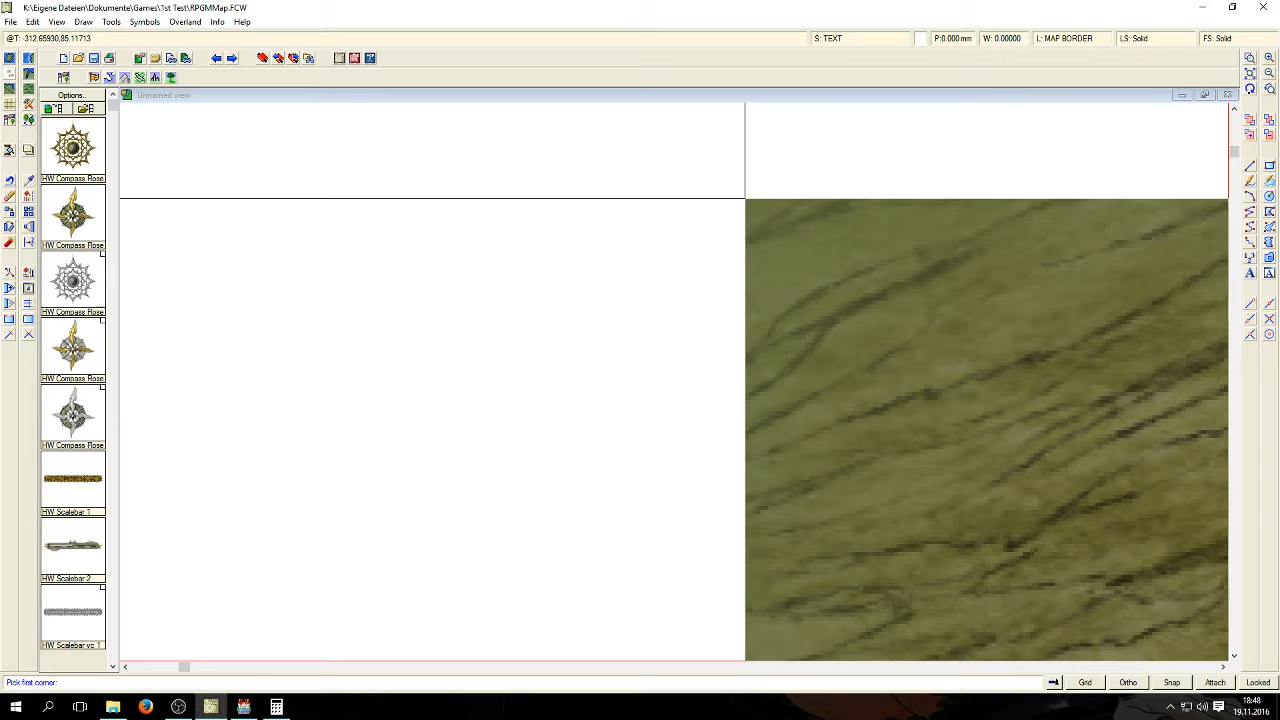 K:\Eigene Dateien\Dokumente\Games\1st Test\RPGMMap.FCW
File Edit View Draw Tools Symbols Overland Info Help
@T: -312.65930,85.11713
S: TEXT
P:0.000 mm
W: 0.00000
L: MAP BORDER
LS: Solid
FS: Solid
Options..
Unnamed view
HW Compass Rose
HW Compass Rose
HW Compass Rose
HW Compass Rose
HW Compass Rose
HW Scalebar 1
HW Scalebar 2
HW Scalebar vc 1
Pick first corner:
Grid
Ortho
Snap
Attach
Locked
18:48
19.11.2016